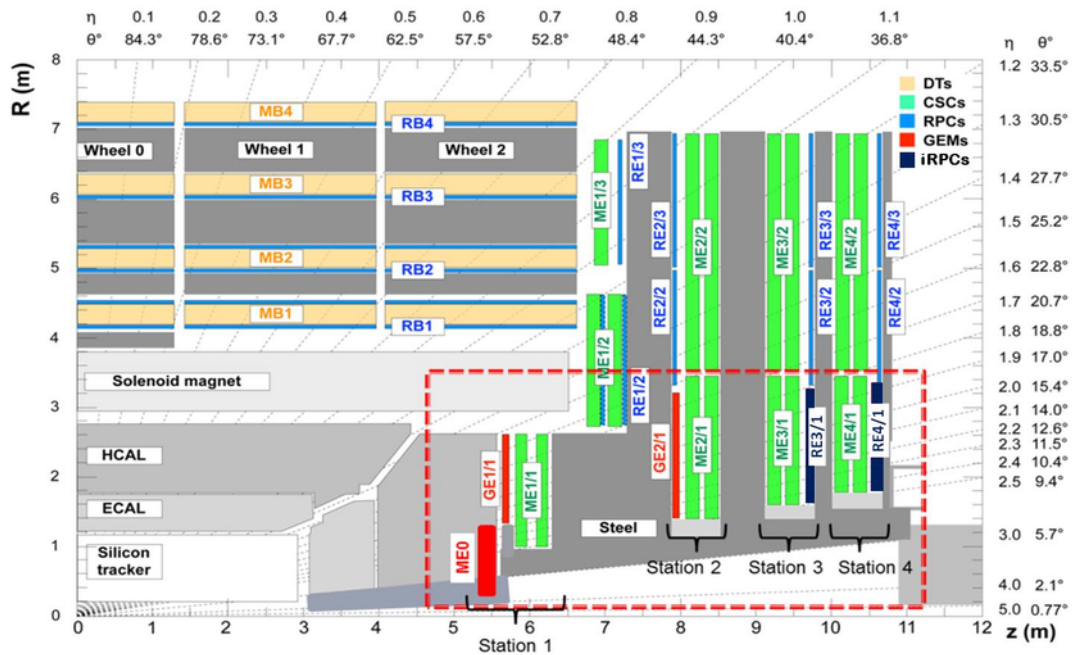 η 0.1 0.2 0.3 0.4 0.5 0.6 0.7 0.8 0.9 1.0 1.1
θ° 84.3° 78.6° 73.1° 67.7° 62.5° 57.5° 52.8° 48.4° 44.3° 40.4° 36.8° η θ°
R (m)
8
7
6
5
4
3
2
1
0
1.2 33.5°
1.3 30.5°
1.4 27.7°
1.5 25.2°
1.6 22.8°
1.7 20.7°
1.8 18.8°
1.9 17.0°
2.0 15.4°
2.1 14.0°
2.2 12.6°
2.3 11.5°
2.4 10.4°
2.5 9.4°
3.0 5.7°
4.0 2.1°
5.0 0.77°
DTs
CSCs
RPCs
GEMs
iRPCs
MB4
RB4
Wheel 0 Wheel 1 Wheel 2
MB3
RB3
MB2
RB2
MB1
RB1
Solenoid magnet
HCAL
ECAL
Silicon
tracker
Steel
ME1/3
RE1/3
RE2/3
ME2/2
ME3/2
RE3/3
ME4/2
RE4/3
ME1/2
RE2/2
RE3/2
RE4/2
RE1/2
GE1/1
ME1/1
GE2/1
ME2/1
ME3/1
RE3/1
ME4/1
RE4/1
ME0
Station 2 Station 3 Station 4
0 1 2 3 4 5 6 7 8 9 10 11 12
Station 1
z (m)